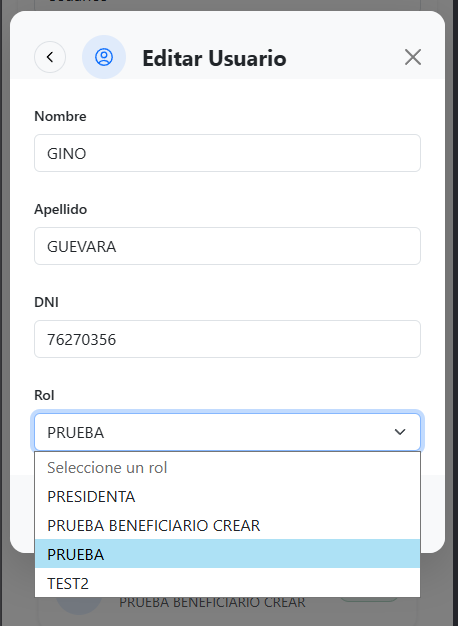 Editar Usuario
Nombre
GINO
Apellido
GUEVARA
DNI
76270356
Rol
PRUEBA
Seleccione un rol
PRESIDENTA
PRUEBA BENEFICIARIO CREAR
PRUEBA
TEST2
PRUEBA BENEFICIARIO CREAR